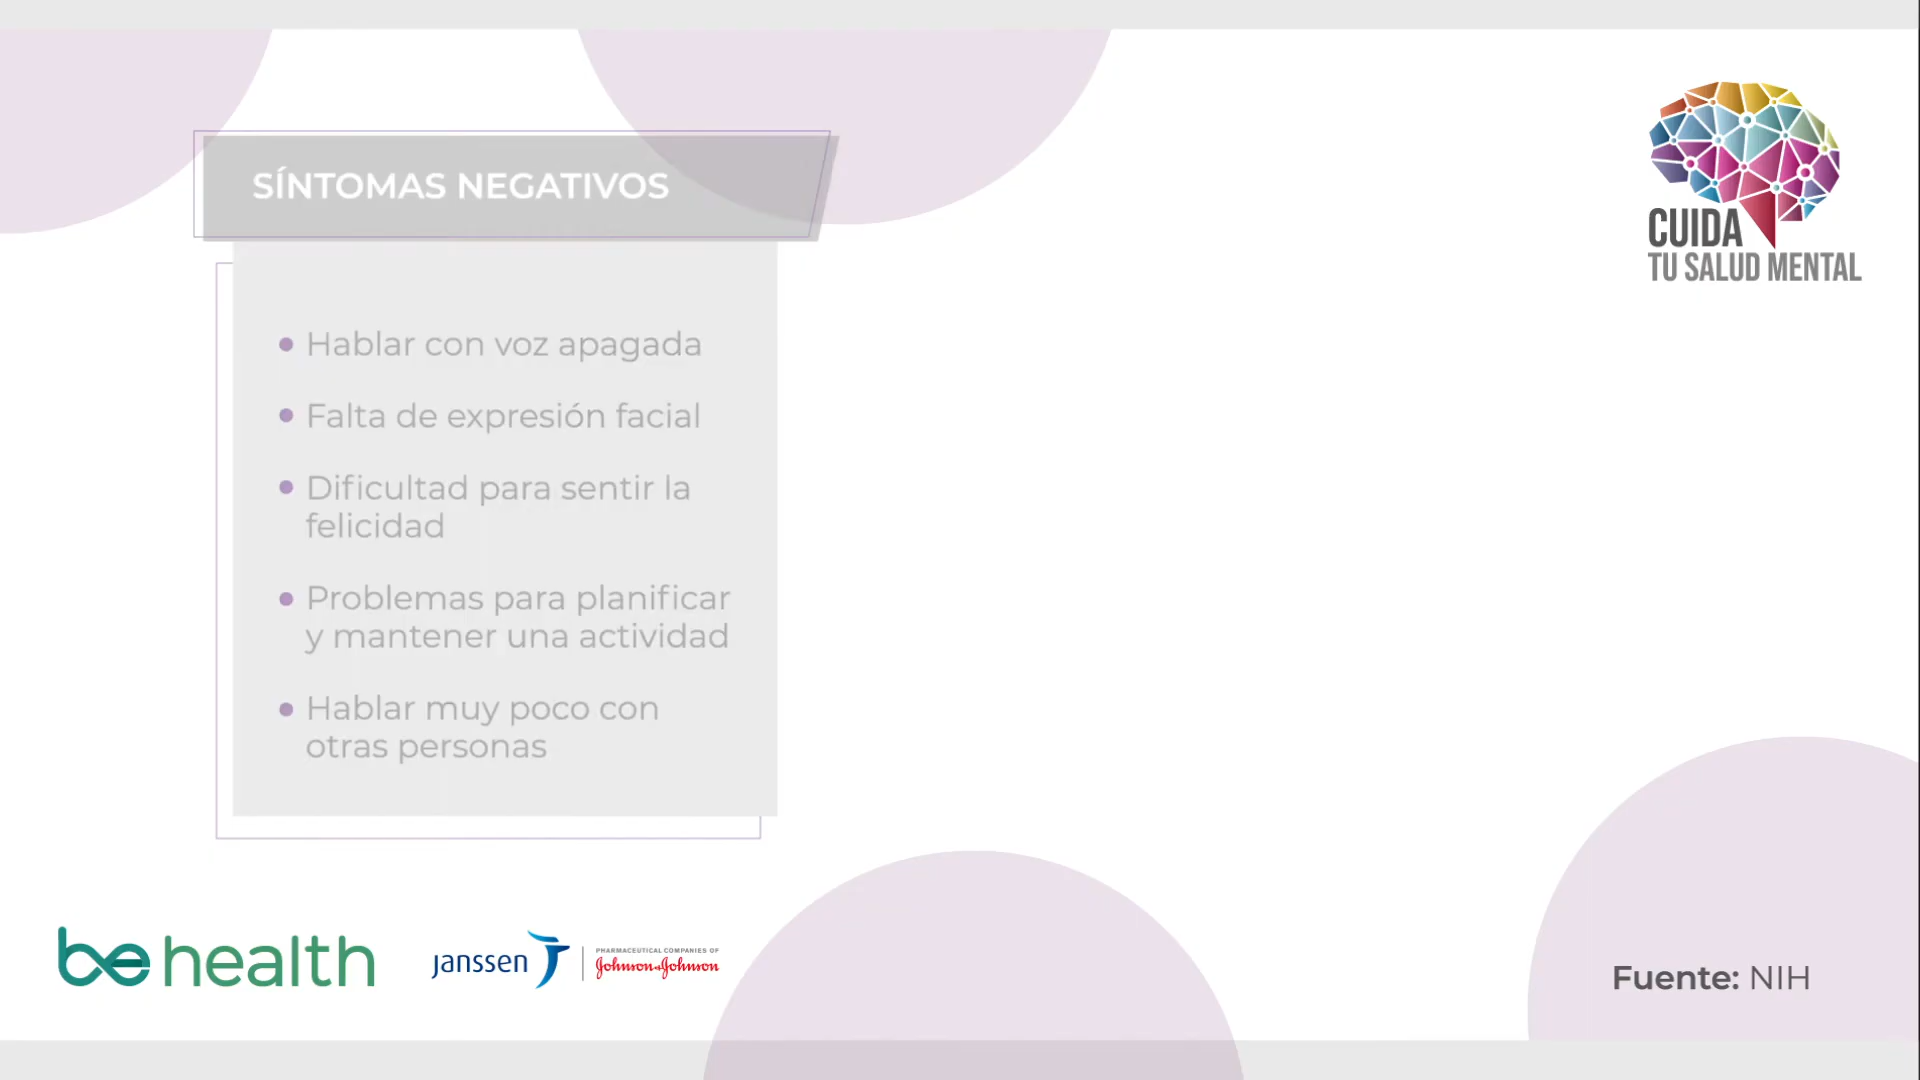 SÍNTOMAS NEGATIVOS
Hablar con voz apagada
Falta de expresión facial
Dificultad para sentir la
felicidad
Problemas para planificar
y mantener una actividad
Hablar muy poco con
otras personas
CUIDA
TU SALUD MENTAL
be health
janssen
PHARMACEUTICAL COMPANIES OF
Johnson & Johnson
Fuente: NIH